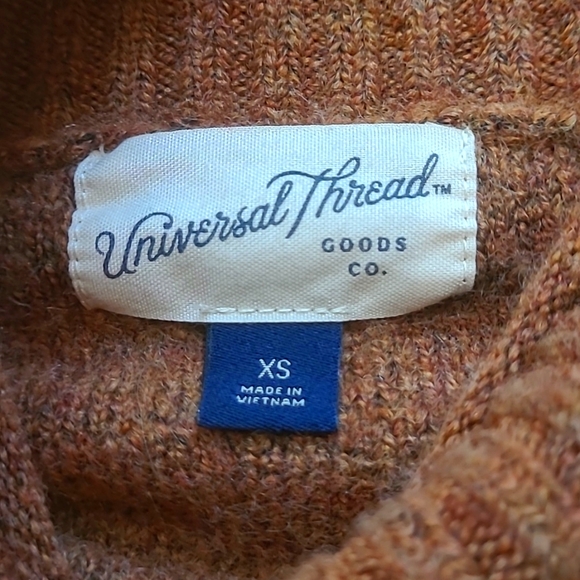 Universal Thread™
GOODS
CO.
XS
MADE IN
VIETNAM